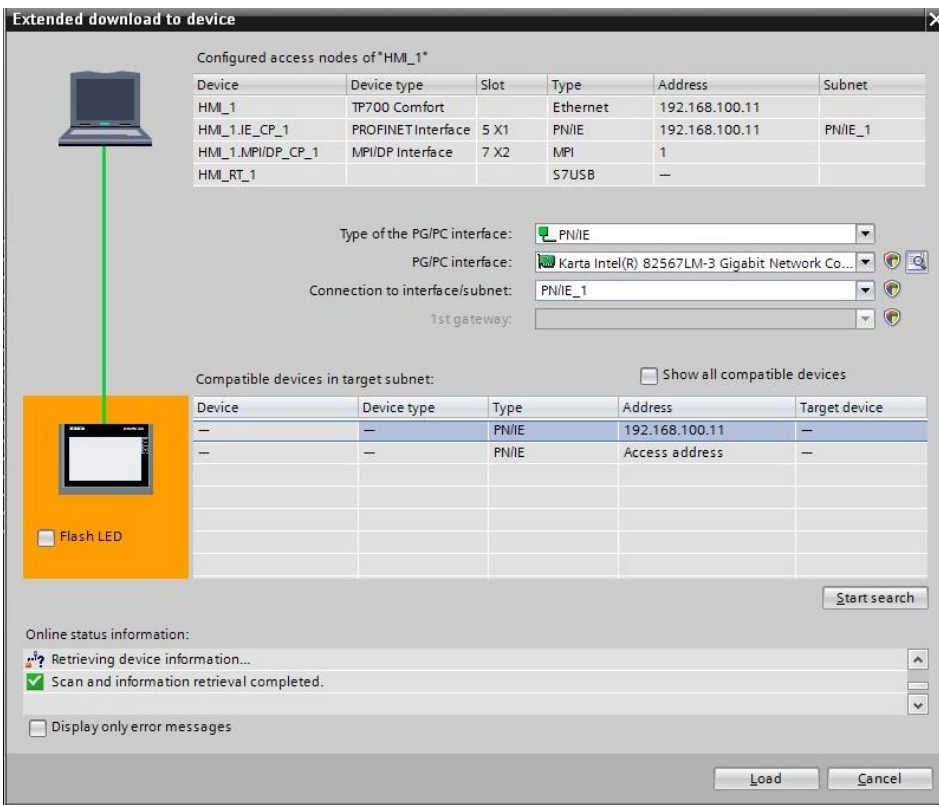 Extended download to device
Configured access nodes of "HMI_1"
Device Device type Slot Type Address Subnet
HMI_1 TP700 Comfort Ethernet 192.168.100.11
HMI_1.IE_CP_1 PROFINET Interface 5 X1 PN/IE 192.168.100.11 PN/IE_1
HMI_1.MPI/DP_CP_1 MPI/DP Interface 7 X2 MPI 1
HMI_RT_1 S7USB —
Type of the PG/PC interface: PN/IE
PG/PC interface: Karta Intel(R) 82567LM-3 Gigabit Network Co...
Connection to interface/subnet: PN/IE_1
1st gateway:
Compatible devices in target subnet: Show all compatible devices
Device Device type Type Address Target device
— — PN/IE 192.168.100.11 —
— — PN/IE Access address —
Flash LED
Start search
Online status information:
Retrieving device information...
Scan and information retrieval completed.
Display only error messages
Load Cancel